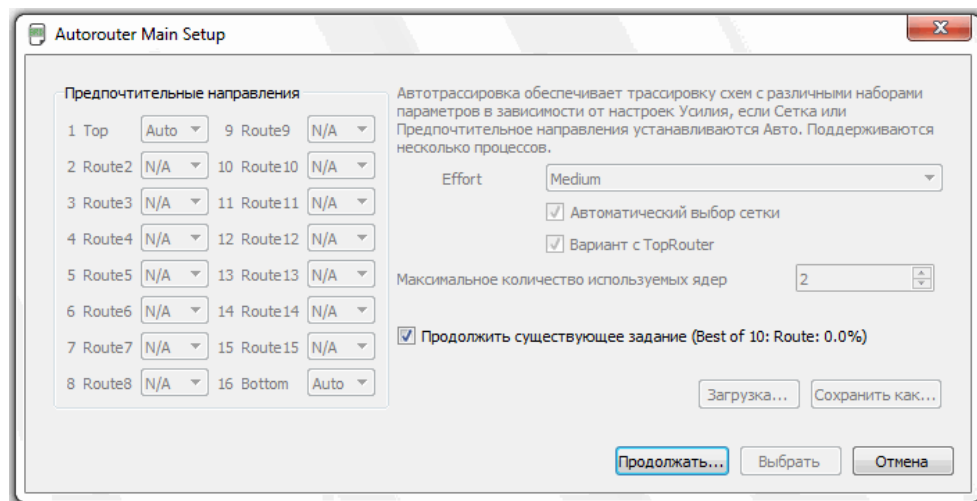 Autorouter Main Setup
Предпочтительные направления
1 Top Auto 9 Route9 N/A
2 Route2 N/A 10 Route10 N/A
3 Route3 N/A 11 Route11 N/A
4 Route4 N/A 12 Route12 N/A
5 Route5 N/A 13 Route13 N/A
6 Route6 N/A 14 Route14 N/A
7 Route7 N/A 15 Route15 N/A
8 Route8 N/A 16 Bottom Auto
Автотрассировка обеспечивает трассировку схем с различными наборами
параметров в зависимости от настроек Усилия, если Сетка или
Предпочтительное направления устанавливаются Авто. Поддерживаются
несколько процессов.
Effort Medium
Автоматический выбор сетки
Вариант с TopRouter
Максимальное количество используемых ядер 2
Продолжить существующее задание (Best of 10: Route: 0.0%)
Загрузка... Сохранить как...
Продолжать... Выбрать Отмена